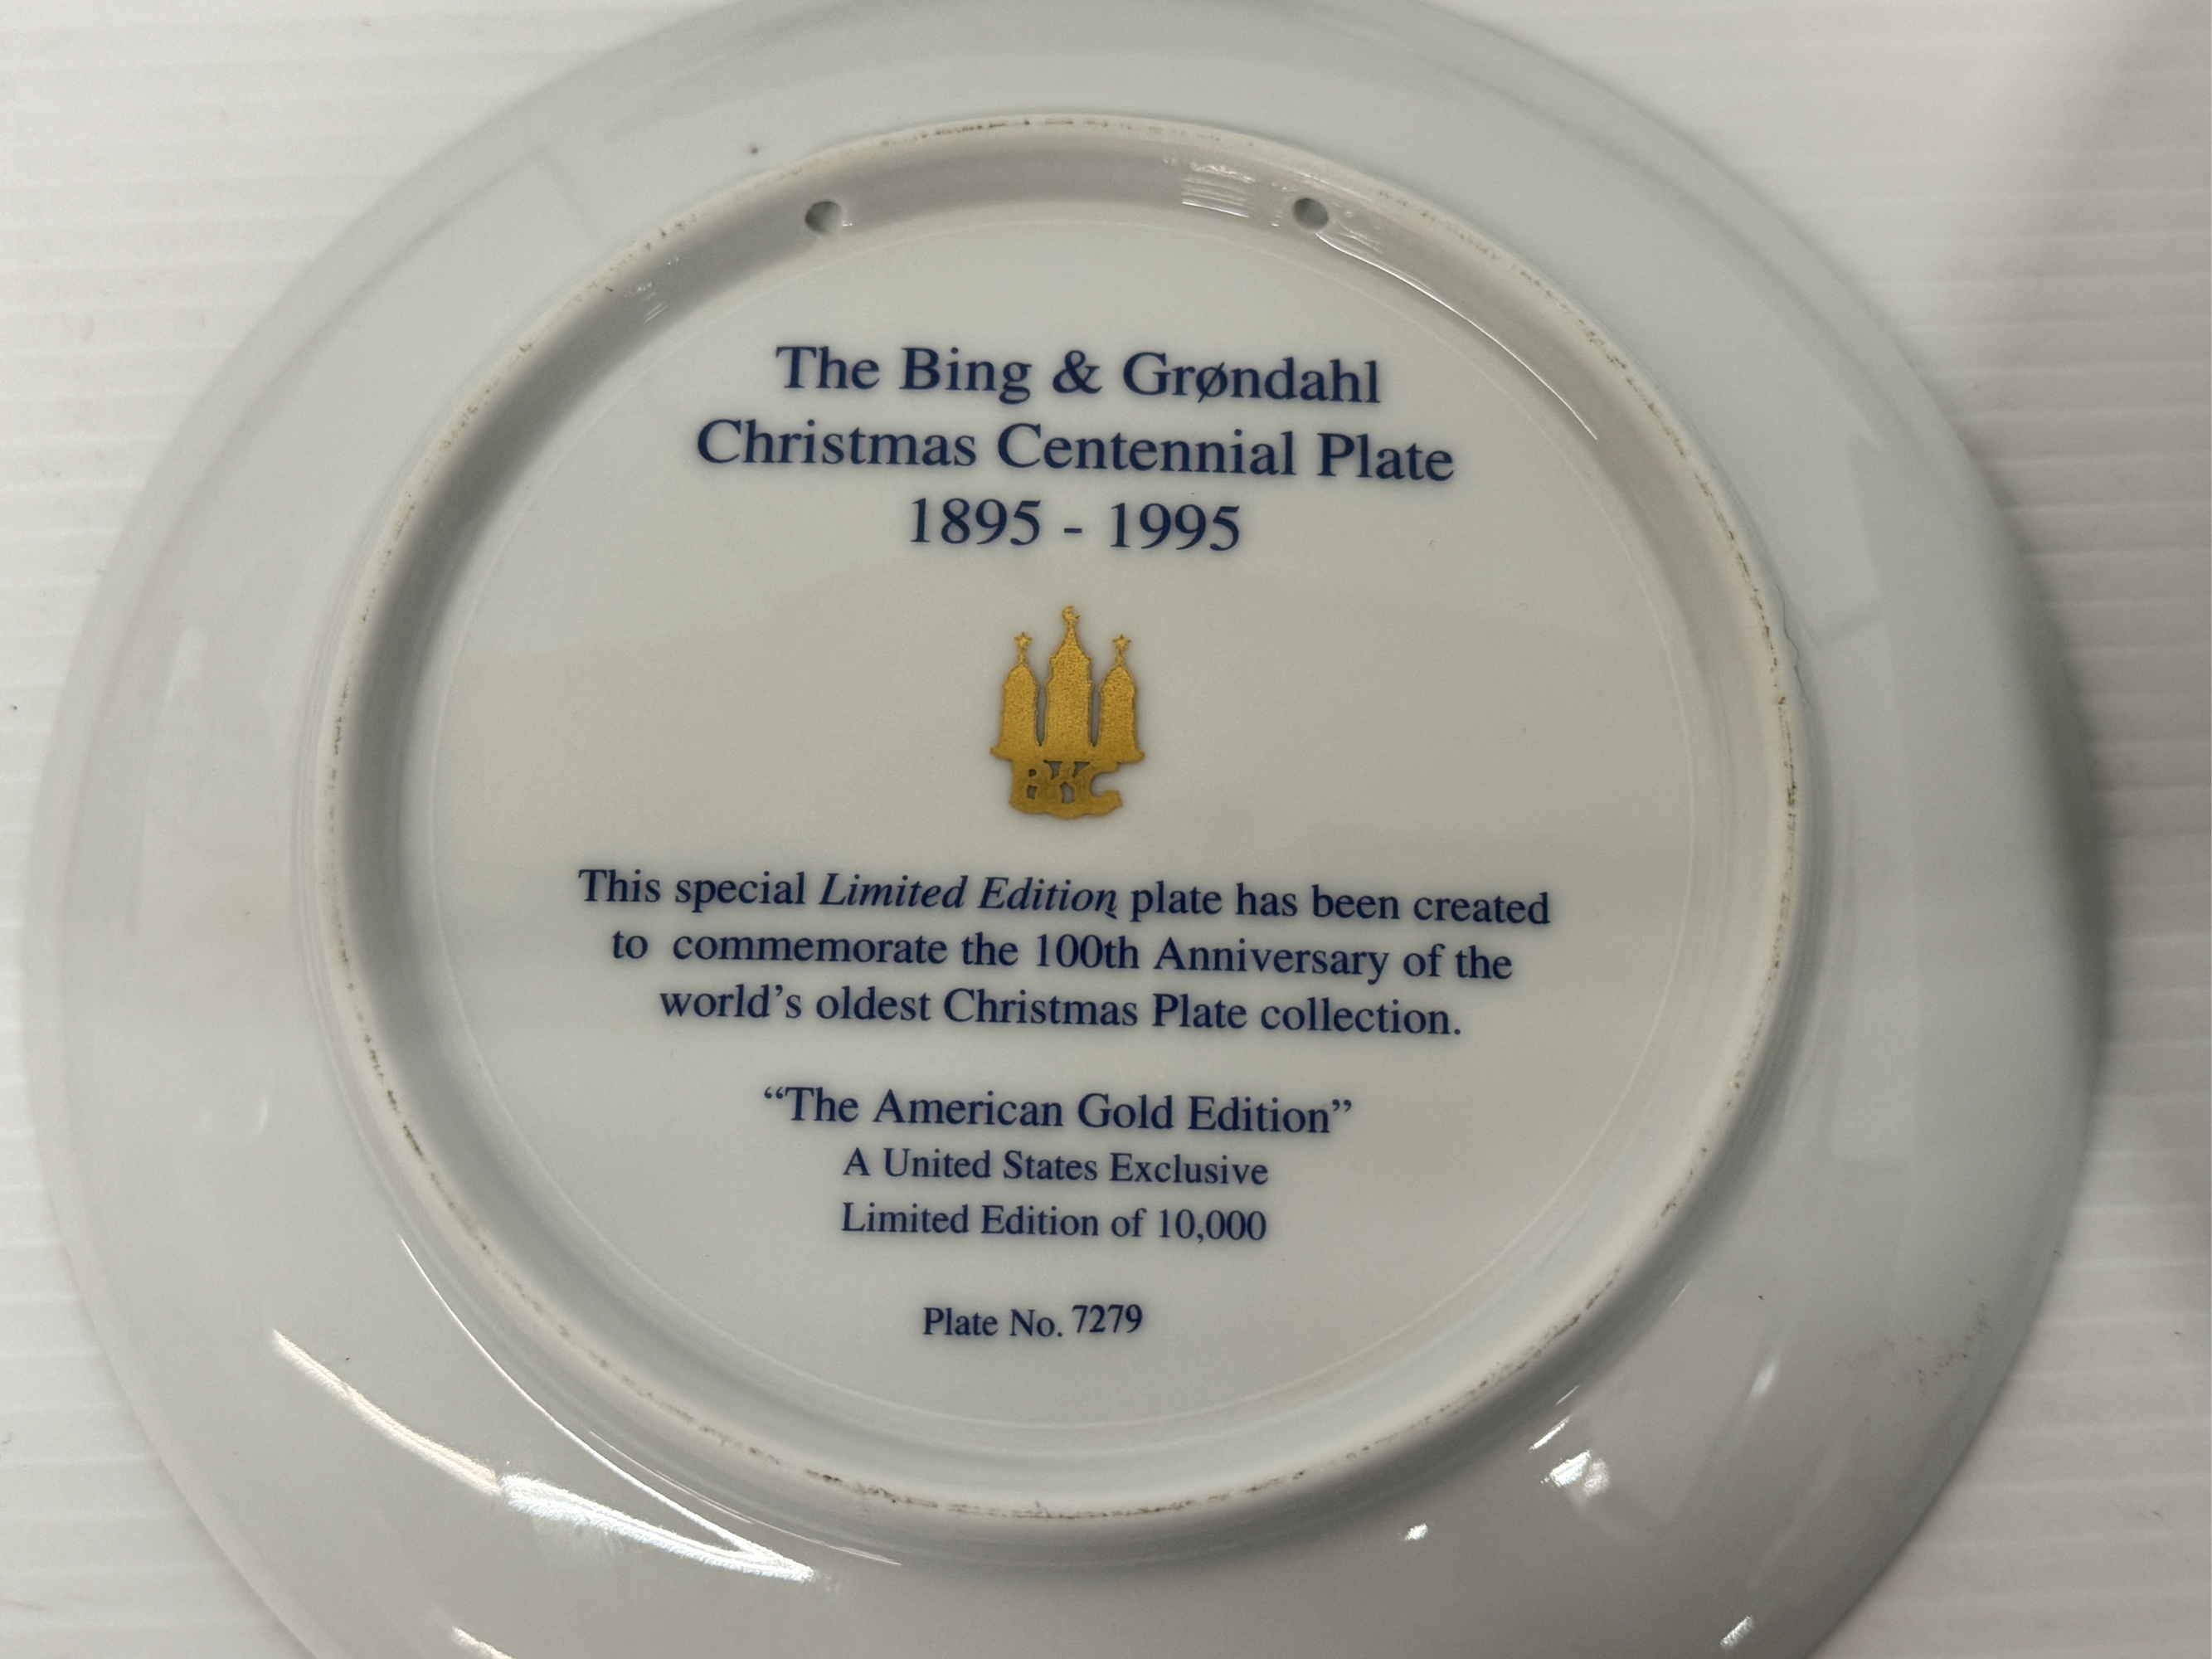 The Bing & Grøndahl
Christmas Centennial Plate
1895 - 1995
B&G
This special Limited Edition plate has been created
to commemorate the 100th Anniversary of the
world's oldest Christmas Plate collection.
“The American Gold Edition”
A United States Exclusive
Limited Edition of 10,000
Plate No. 7279